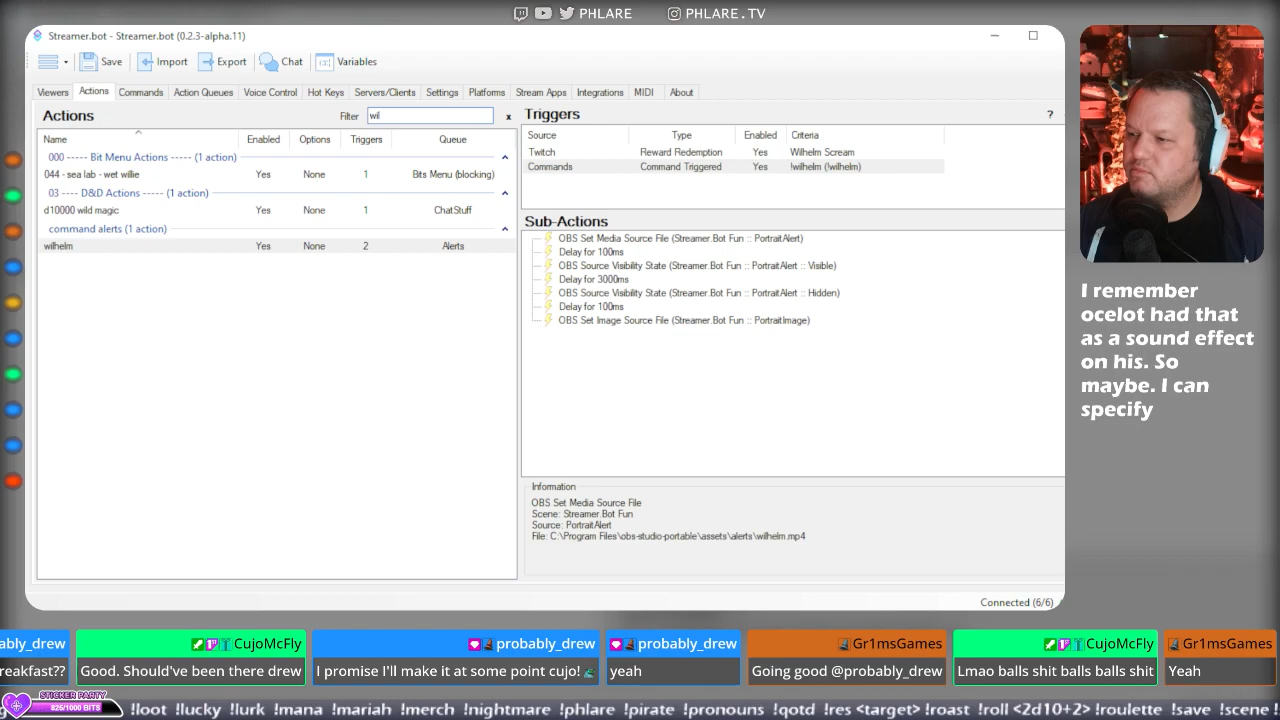 PHLARE PHLARE.TV
Streamer.bot - Streamer.bot (0.2.3-alpha.11)
Save Import Export Chat Variables
Viewers Actions Commands Action Queues Voice Control Hot Keys Servers/Clients Settings Platforms Stream Apps Integrations MIDI About
Actions Filter wil x
Name Enabled Options Triggers Queue
000 ----- Bit Menu Actions ----- (1 action)
044 - sea lab - wet willie Yes None 1 Bits Menu (blocking)
03 ---- D&D Actions ----- (1 action)
d10000 wild magic Yes None 1 ChatStuff
command alerts (1 action)
wilhelm Yes None 2 Alerts
Triggers ?
Source Type Enabled Criteria
Twitch Reward Redemption Yes Wilhelm Scream
Commands Command Triggered Yes !wilhelm (!wilhelm)
Sub-Actions
OBS Set Media Source File (Streamer.Bot Fun :: PortraitAlert)
Delay for 100ms
OBS Source Visibility State (Streamer.Bot Fun :: PortraitAlert :: Visible)
Delay for 3000ms
OBS Source Visibility State (Streamer.Bot Fun :: PortraitAlert :: Hidden)
Delay for 100ms
OBS Set Image Source File (Streamer.Bot Fun :: PortraitImage)
Information
OBS Set Media Source File
Scene: Streamer.Bot Fun
Source: PortraitAlert
File: C:\Program Files\obs-studio-portable\assets\alerts\wilhelm.mp4
Connected (6/6)
I remember
ocelot had that
as a sound effect
on his. So
maybe. I can
specify
ably_drew CujoMcFly probably_drew probably_drew Gr1msGames CujoMcFly Gr1msGames
reakfast?? Good. Should've been there drew I promise I'll make it at some point cujo! yeah Going good @probably_drew Lmao balls shit balls balls shit Yeah
STICKER PARTY
825/1000 BITS
!loot !lucky !lurk !mana !mariah !merch !nightmare !phlare !pirate !pronouns !qotd !res <target> !roast !roll <2d10+2> !roulette !save !scene !